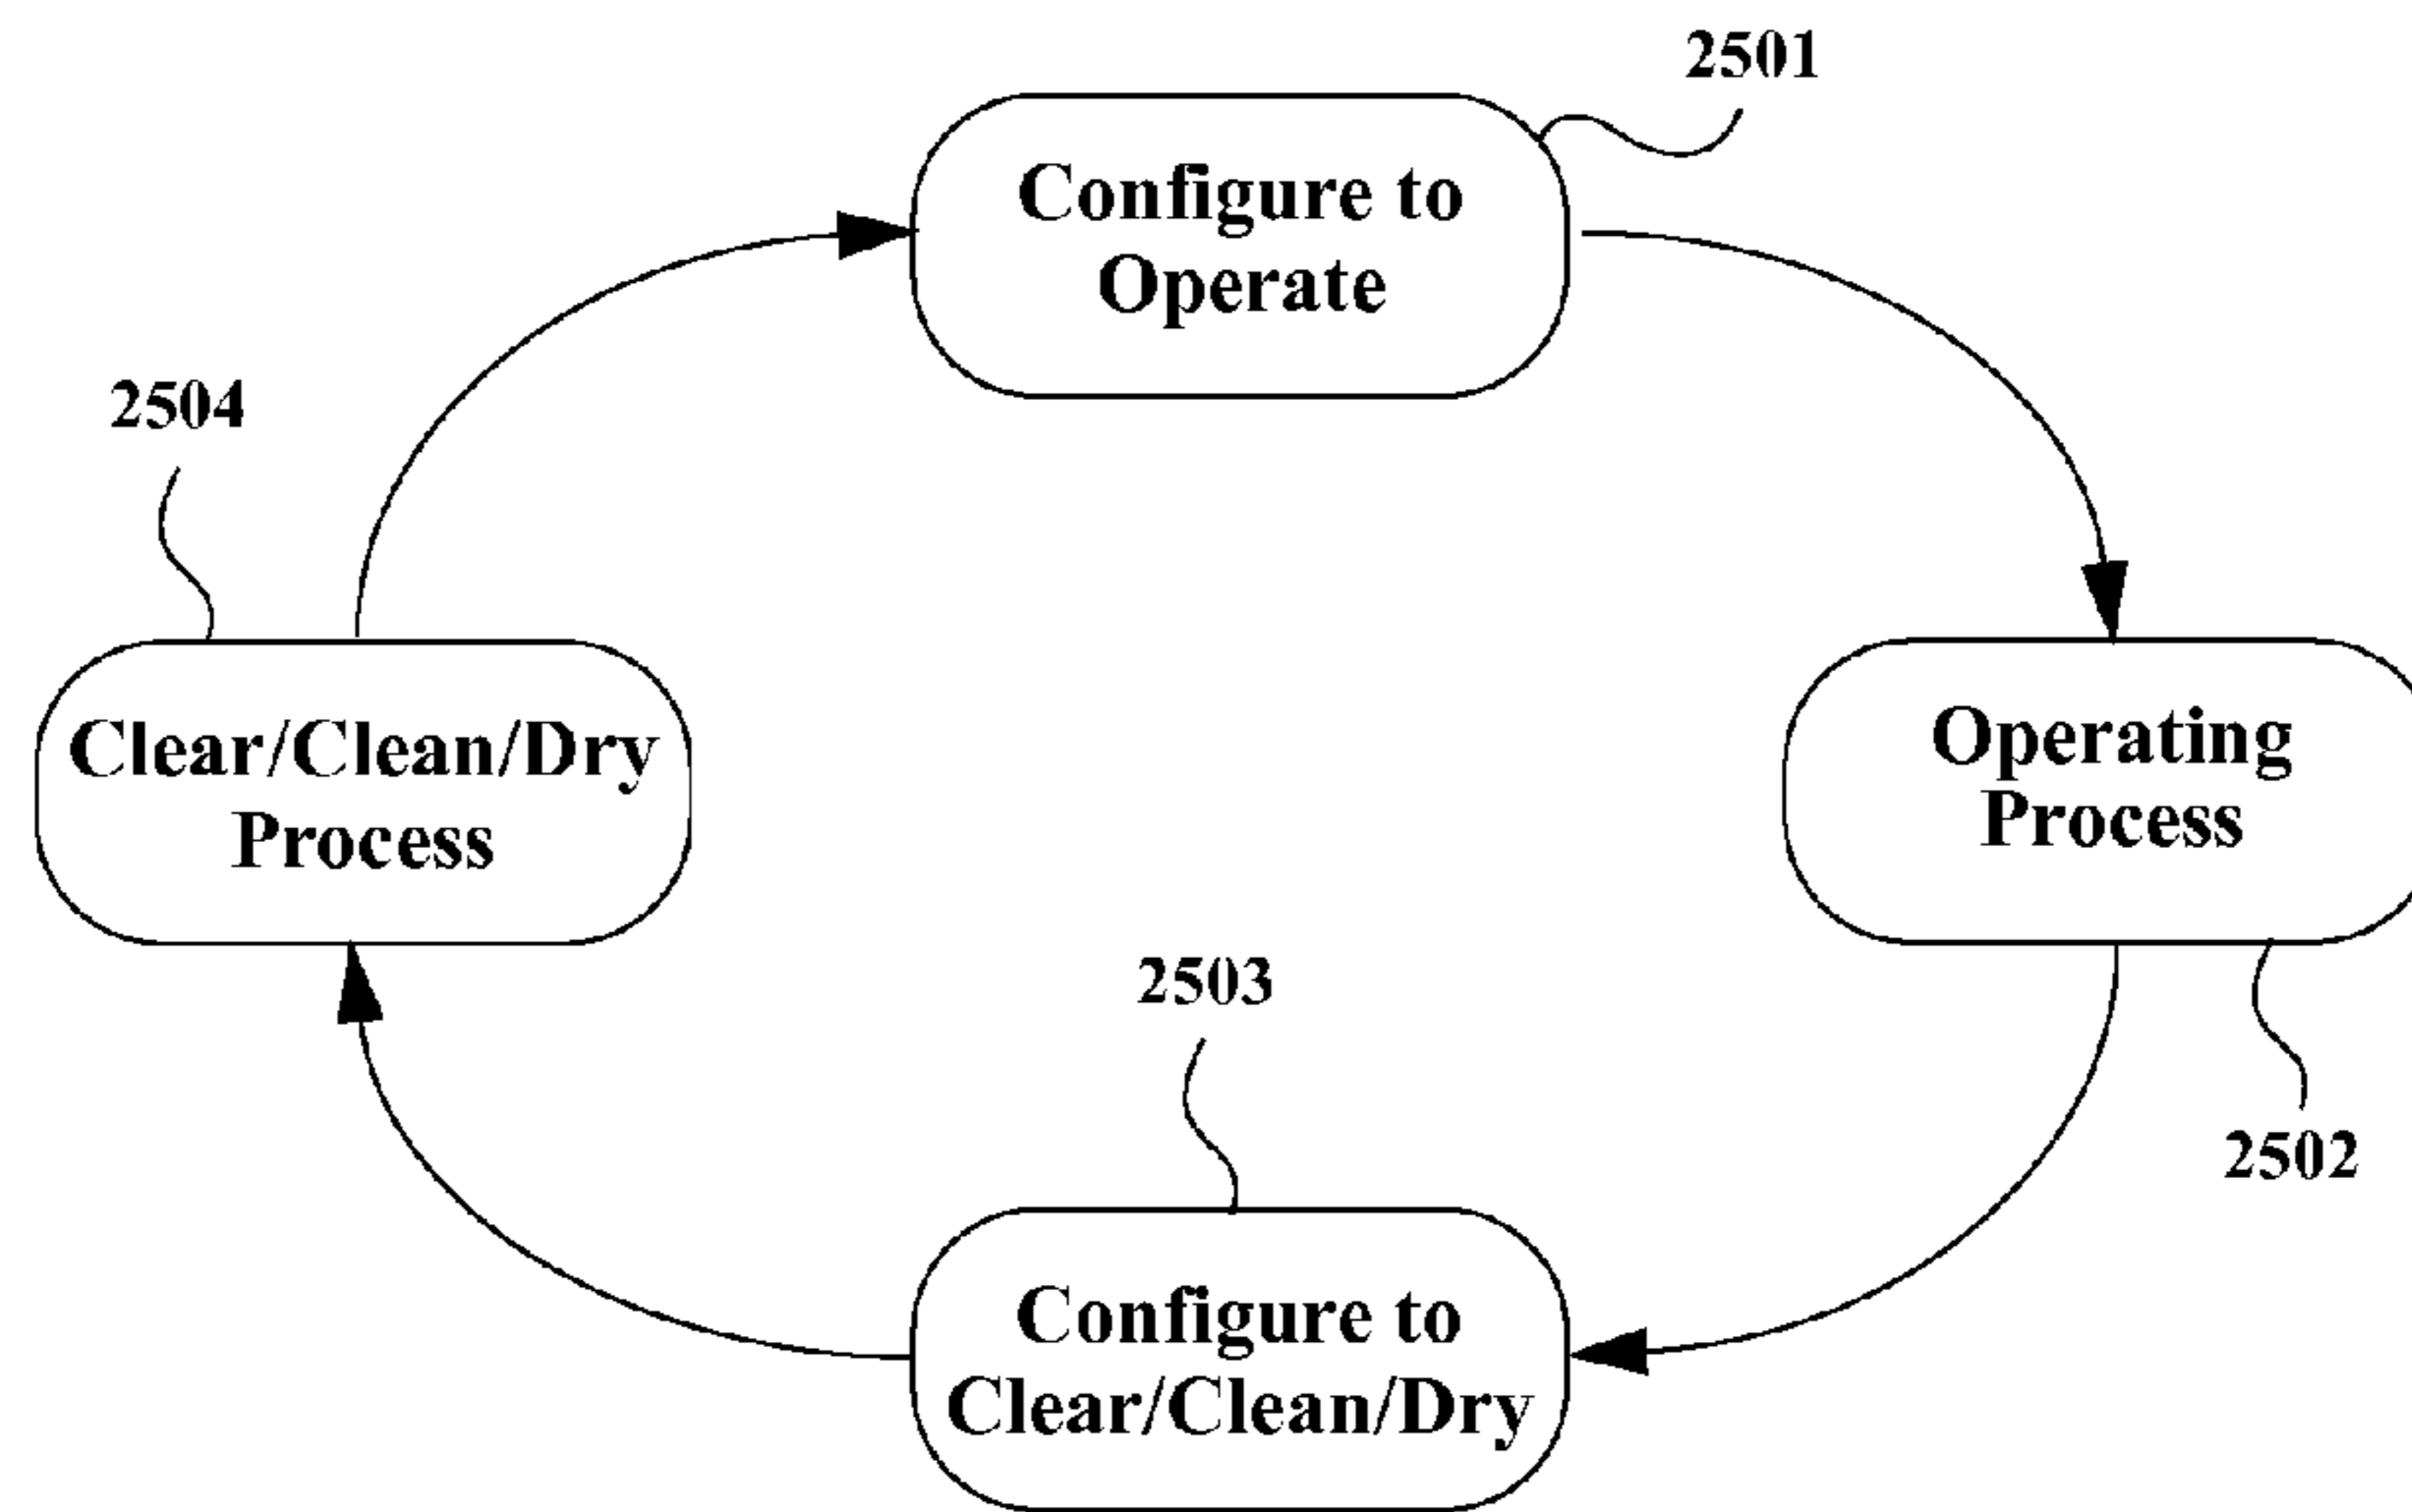 2501
Configure to
Operate
2504
Clear/Clean/Dry
Process
Operating
Process
2503
2502
Configure to
Clear/Clean/Dry